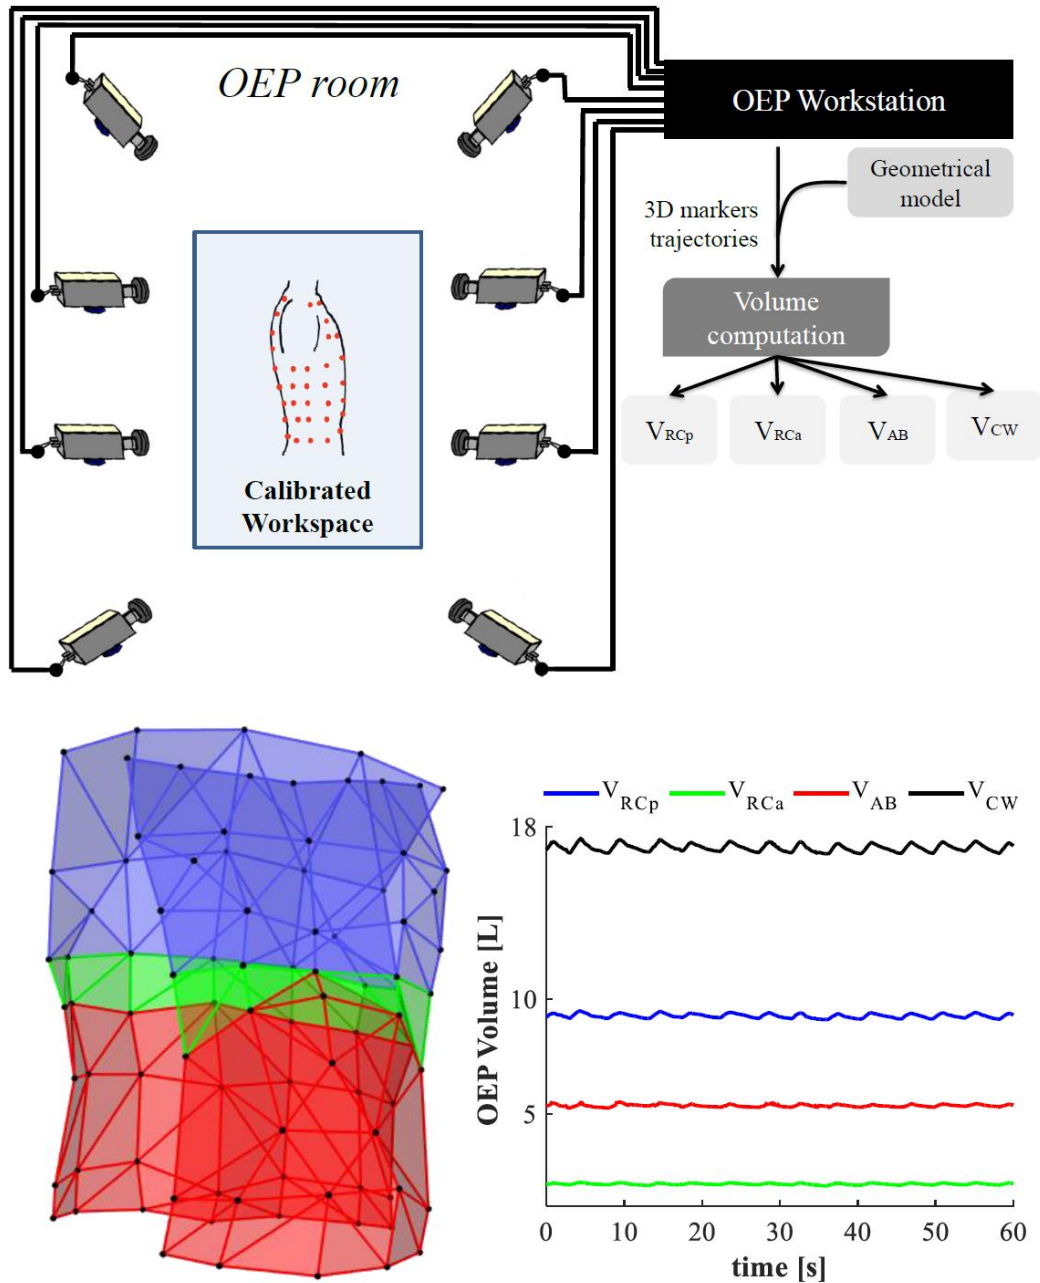 OEP room
OEP Workstation
Geometrical
model
3D markers
trajectories
Volume
computation
VRCp
VRCa
VAB
VCW
Calibrated
Workspace
VRCp VRCa VAB VCW
18
10
5
OEP Volume [L]
0 10 20 30 40 50 60
time [s]